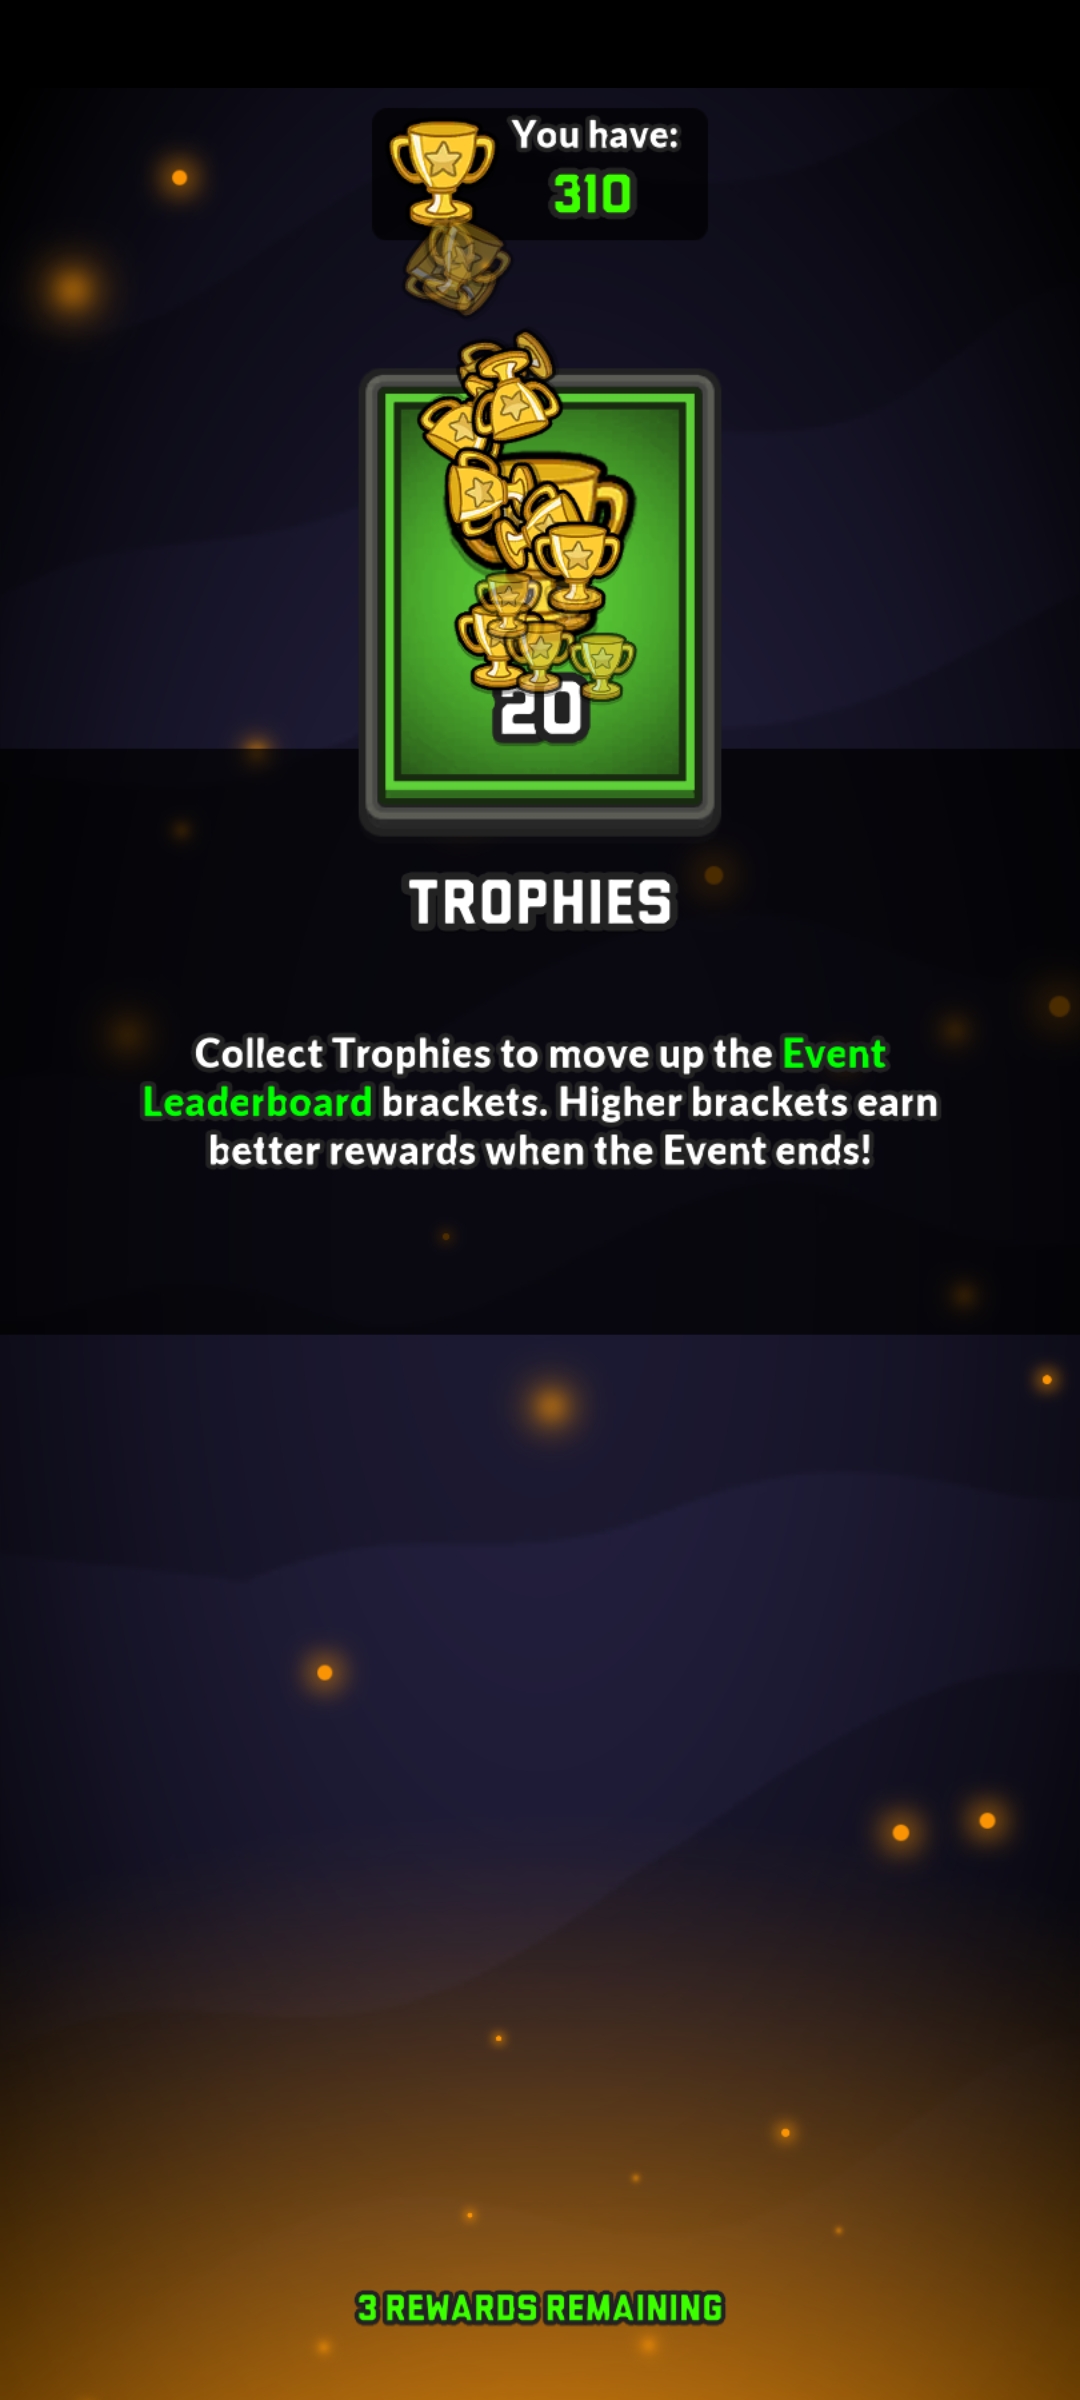 You have:
310
20
TROPHIES
Collect Trophies to move up the Event
Leaderboard brackets. Higher brackets earn
better rewards when the Event ends!
3 REWARDS REMAINING